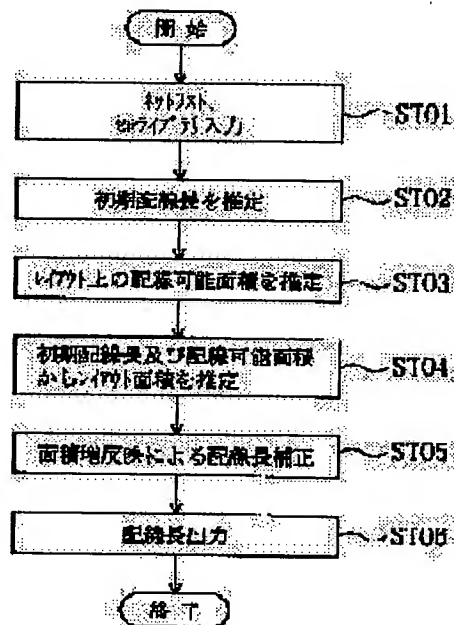 開始
ネットリスト、
セルライブラリ入力
ST01
初期配線長を推定
ST02
レイアウト上の配線可能面積を推定
ST03
初期配線長及び配線可能面積
からレイアウト面積を推定
ST04
面積増反映による配線長補正
ST05
配線長出力
ST06
終了